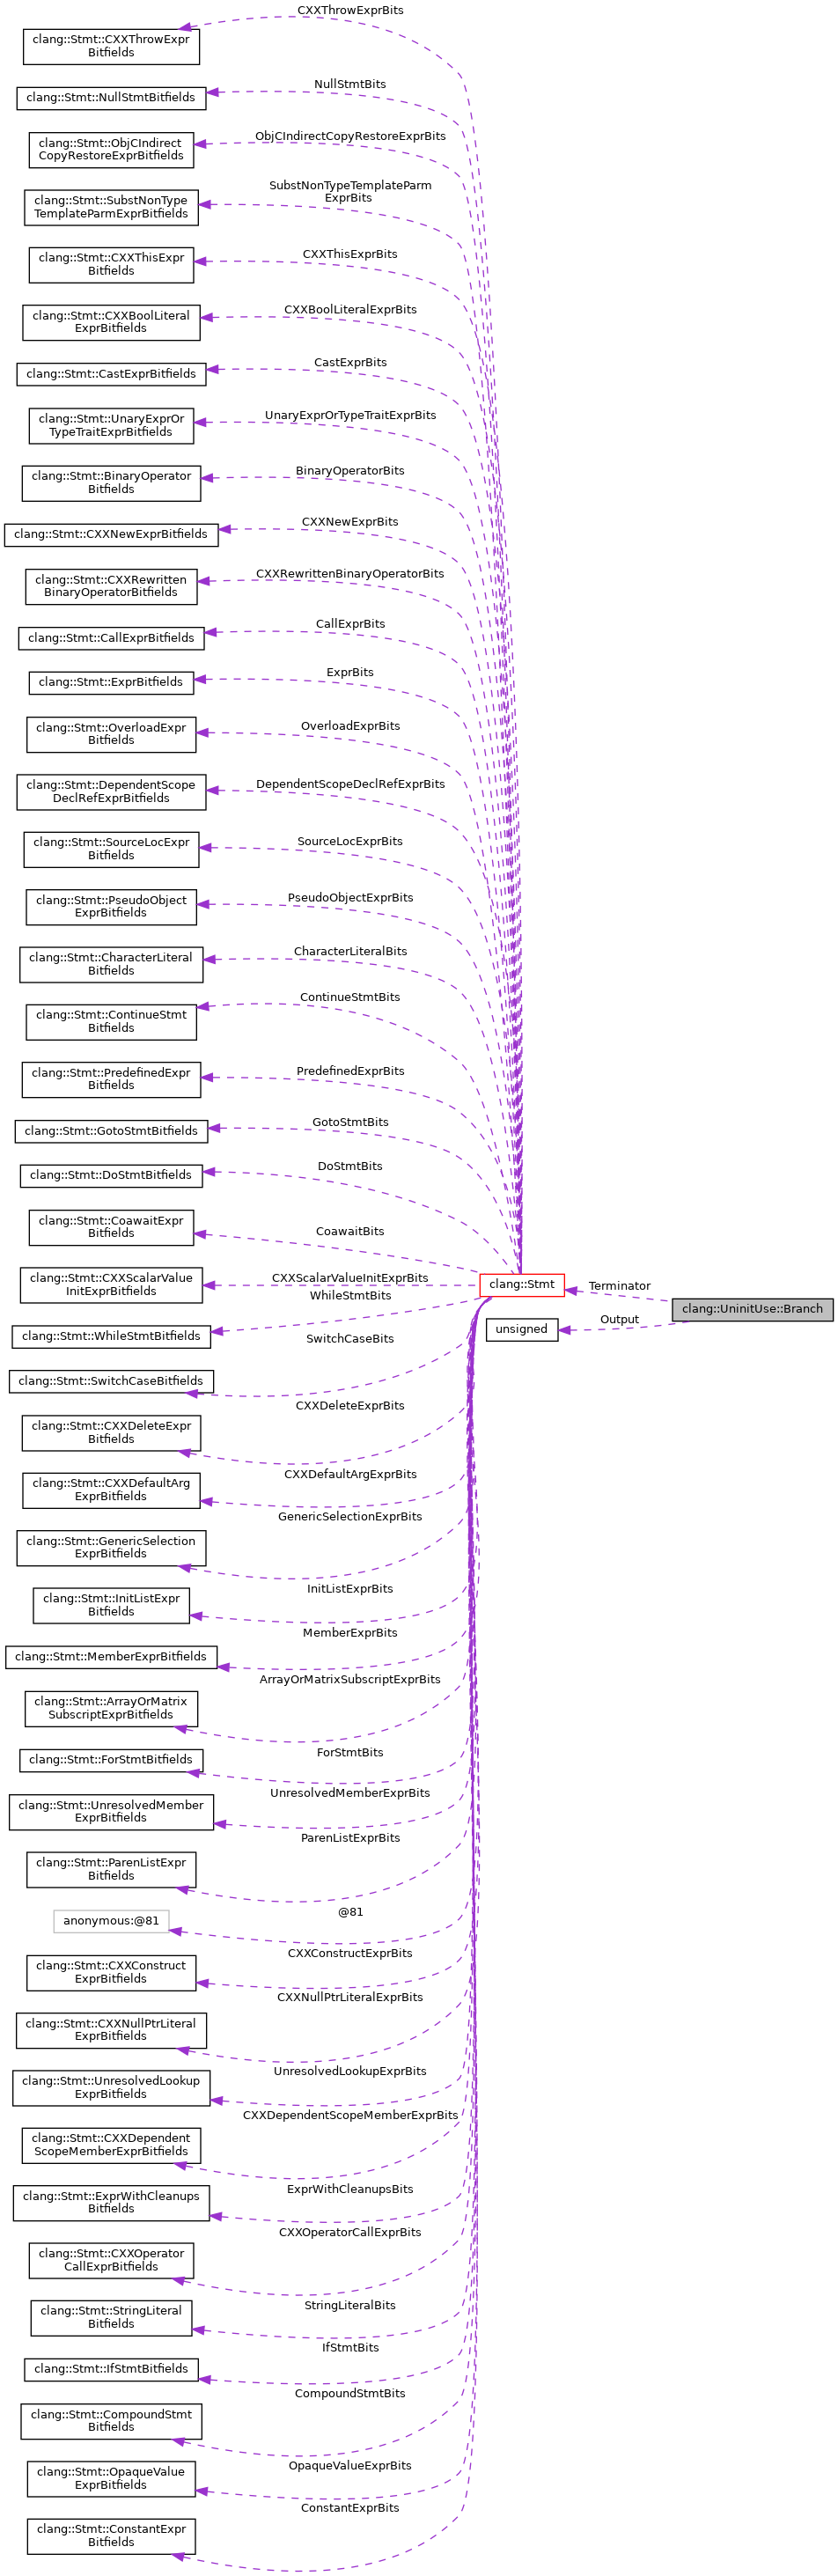 CXXThrowExprBits
clang::Stmt::CXXThrowExpr
Bitfields
NullStmtBits
clang::Stmt::NullStmtBitfields
ObjCIndirectCopyRestoreExprBits
clang::Stmt::ObjCIndirect
CopyRestoreExprBitfields
SubstNonTypeTemplateParm
ExprBits
clang::Stmt::SubstNonType
TemplateParmExprBitfields
CXXThisExprBits
clang::Stmt::CXXThisExpr
Bitfields
CXXBoolLiteralExprBits
clang::Stmt::CXXBoolLiteral
ExprBitfields
CastExprBits
clang::Stmt::CastExprBitfields
UnaryExprOrTypeTraitExprBits
clang::Stmt::UnaryExprOr
TypeTraitExprBitfields
BinaryOperatorBits
clang::Stmt::BinaryOperator
Bitfields
CXXNewExprBits
clang::Stmt::CXXNewExprBitfields
CXXRewrittenBinaryOperatorBits
clang::Stmt::CXXRewritten
BinaryOperatorBitfields
CallExprBits
clang::Stmt::CallExprBitfields
ExprBits
clang::Stmt::ExprBitfields
OverloadExprBits
clang::Stmt::OverloadExpr
Bitfields
DependentScopeDeclRefExprBits
clang::Stmt::DependentScope
DeclRefExprBitfields
SourceLocExprBits
clang::Stmt::SourceLocExpr
Bitfields
PseudoObjectExprBits
clang::Stmt::PseudoObject
ExprBitfields
CharacterLiteralBits
clang::Stmt::CharacterLiteral
Bitfields
ContinueStmtBits
clang::Stmt::ContinueStmt
Bitfields
PredefinedExprBits
clang::Stmt::PredefinedExpr
Bitfields
GotoStmtBits
clang::Stmt::GotoStmtBitfields
DoStmtBits
clang::Stmt::DoStmtBitfields
CoawaitBits
clang::Stmt::CoawaitExpr
Bitfields
CXXScalarValueInitExprBits
clang::Stmt::CXXScalarValue
InitExprBitfields
clang::Stmt
Terminator
clang::UninitUse::Branch
Output
unsigned
WhileStmtBits
clang::Stmt::WhileStmtBitfields
SwitchCaseBits
clang::Stmt::SwitchCaseBitfields
CXXDeleteExprBits
clang::Stmt::CXXDeleteExpr
Bitfields
CXXDefaultArgExprBits
clang::Stmt::CXXDefaultArg
ExprBitfields
GenericSelectionExprBits
clang::Stmt::GenericSelection
ExprBitfields
InitListExprBits
clang::Stmt::InitListExpr
Bitfields
MemberExprBits
clang::Stmt::MemberExprBitfields
ArrayOrMatrixSubscriptExprBits
clang::Stmt::ArrayOrMatrix
SubscriptExprBitfields
ForStmtBits
clang::Stmt::ForStmtBitfields
UnresolvedMemberExprBits
clang::Stmt::UnresolvedMember
ExprBitfields
ParenListExprBits
clang::Stmt::ParenListExpr
Bitfields
@81
anonymous:@81
CXXConstructExprBits
clang::Stmt::CXXConstruct
ExprBitfields
CXXNullPtrLiteralExprBits
clang::Stmt::CXXNullPtrLiteral
ExprBitfields
UnresolvedLookupExprBits
clang::Stmt::UnresolvedLookup
ExprBitfields
CXXDependentScopeMemberExprBits
clang::Stmt::CXXDependent
ScopeMemberExprBitfields
ExprWithCleanupsBits
clang::Stmt::ExprWithCleanups
Bitfields
CXXOperatorCallExprBits
clang::Stmt::CXXOperator
CallExprBitfields
StringLiteralBits
clang::Stmt::StringLiteral
Bitfields
IfStmtBits
clang::Stmt::IfStmtBitfields
CompoundStmtBits
clang::Stmt::CompoundStmt
Bitfields
OpaqueValueExprBits
clang::Stmt::OpaqueValue
ExprBitfields
ConstantExprBits
clang::Stmt::ConstantExpr
Bitfields